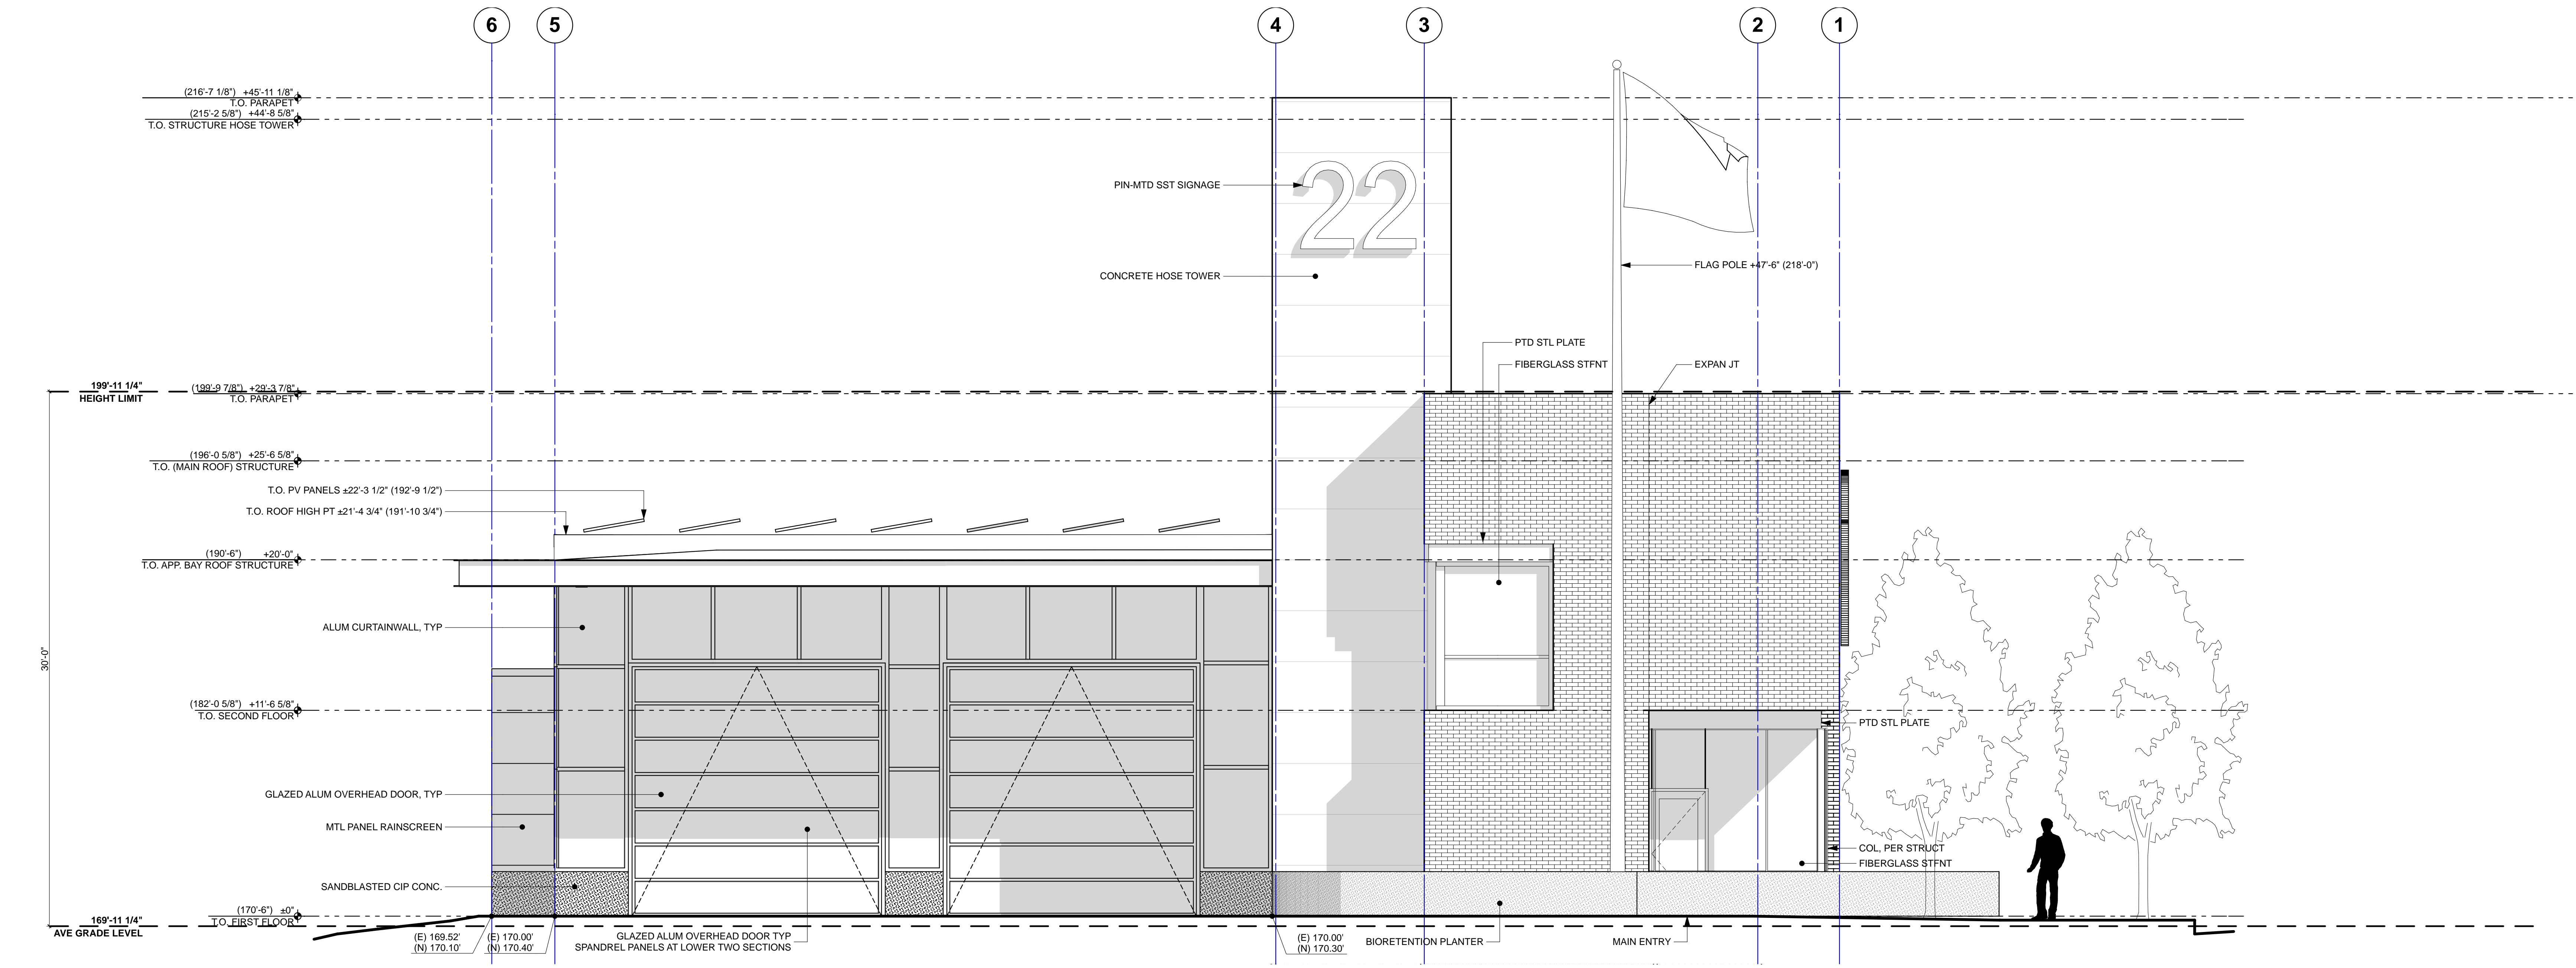 6 5 4 3 2 1
(216'-7 1/8") +45'-11 1/8"
T.O. PARAPET
(215'-2 5/8") +44'-8 5/8"
T.O. STRUCTURE HOSE TOWER
PIN-MTD SST SIGNAGE
22
CONCRETE HOSE TOWER
FLAG POLE +47'-6" (218'-0")
PTD STL PLATE
FIBERGLASS STFNT
EXPAN JT
199'-11 1/4"
HEIGHT LIMIT
(199'-9 7/8") +29'-3 7/8"
T.O. PARAPET
(196'-0 5/8") +25'-6 5/8"
T.O. (MAIN ROOF) STRUCTURE
T.O. PV PANELS ±22'-3 1/2" (192'-9 1/2")
T.O. ROOF HIGH PT ±21'-4 3/4" (191'-10 3/4")
(190'-6") +20'-0"
T.O. APP. BAY ROOF STRUCTURE
ALUM CURTAINWALL, TYP
30'-0"
(182'-0 5/8") +11'-6 5/8"
T.O. SECOND FLOOR
PTD STL PLATE
GLAZED ALUM OVERHEAD DOOR, TYP
MTL PANEL RAINSCREEN
COL, PER STRUCT
FIBERGLASS STFNT
SANDBLASTED CIP CONC.
(170'-6") ±0"
T.O. FIRST FLOOR
169'-11 1/4"
AVE GRADE LEVEL
(E) 169.52'
(N) 170.10'
(E) 170.00'
(N) 170.40'
GLAZED ALUM OVERHEAD DOOR TYP
SPANDREL PANELS AT LOWER TWO SECTIONS
(E) 170.00'
(N) 170.30'
BIORETENTION PLANTER
MAIN ENTRY